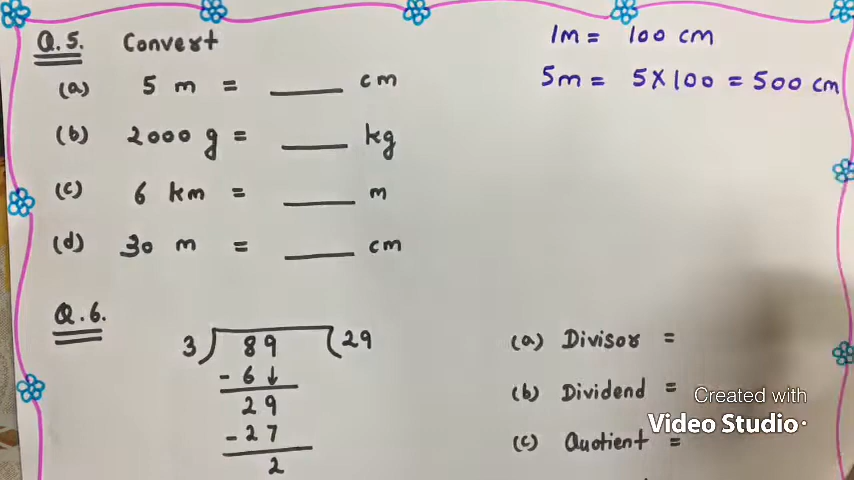 Q.5. Convert
(a) 5 m = ____ cm
(b) 2000 g = ____ kg
(c) 6 km = ____ m
(d) 30 m = ____ cm
1m = 100 cm
5m = 5X100 = 500 cm
Q.6.
3 ) 89 ( 29
- 6 ↓
29
- 27
2
(a) Divisor =
(b) Dividend =
(c) Quotient =
Created with
Video Studio